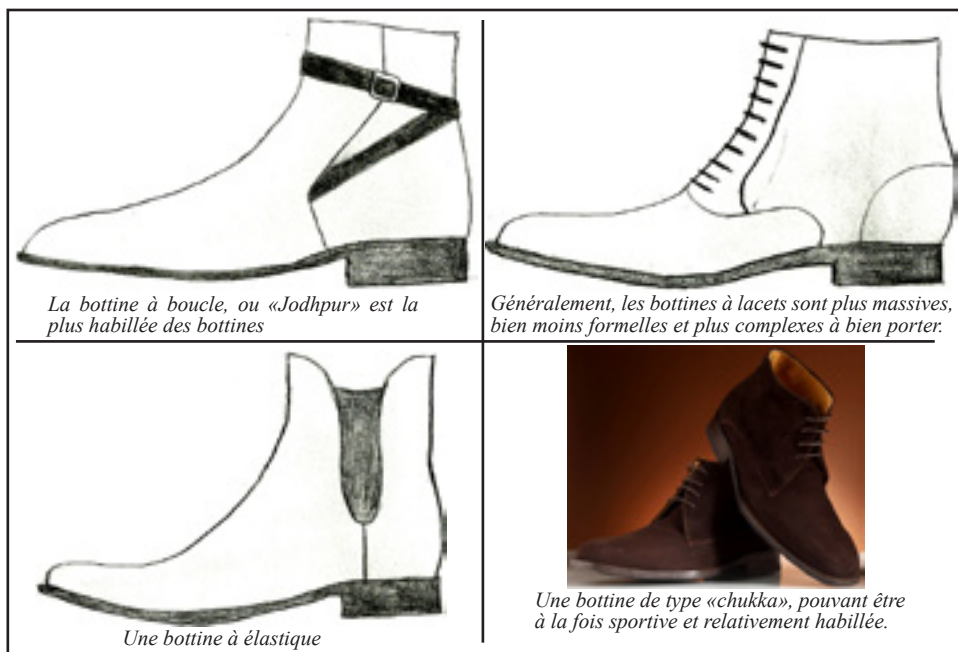 La bottine à boucle, ou «Jodhpur» est la
plus habillée des bottines
Généralement, les bottines à lacets sont plus massives,
bien moins formelles et plus complexes à bien porter.
Une bottine à élastique
Une bottine de type «chukka», pouvant être
à la fois sportive et relativement habillée.